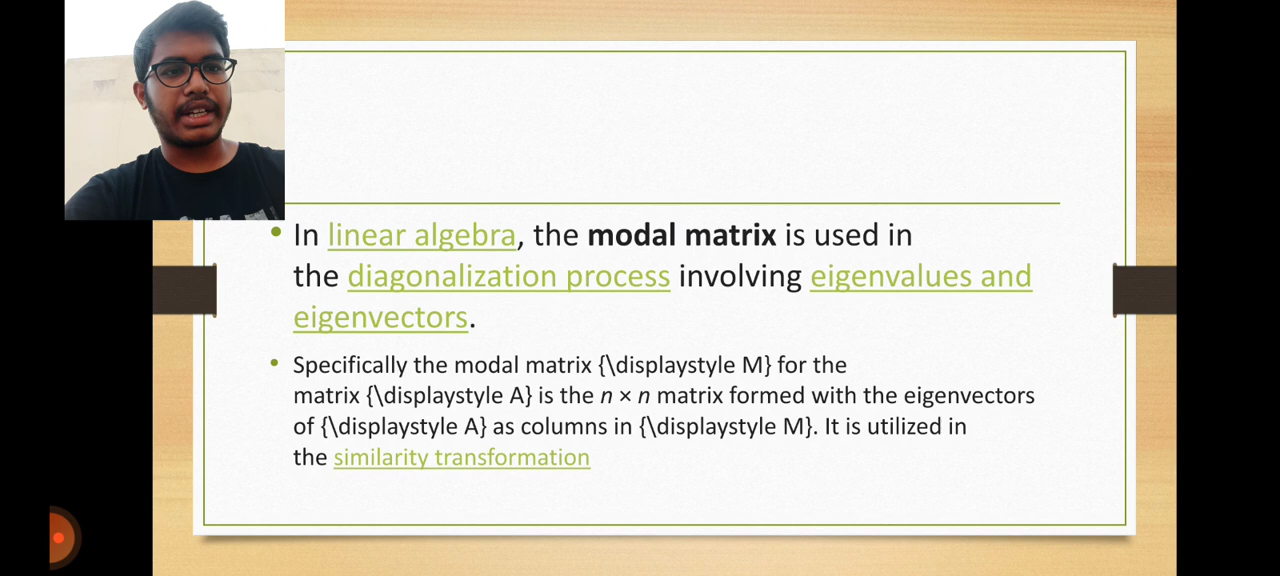 In linear algebra, the modal matrix is used in
the diagonalization process involving eigenvalues and
eigenvectors.
Specifically the modal matrix {\displaystyle M} for the
matrix {\displaystyle A} is the n × n matrix formed with the eigenvectors
of {\displaystyle A} as columns in {\displaystyle M}. It is utilized in
the similarity transformation